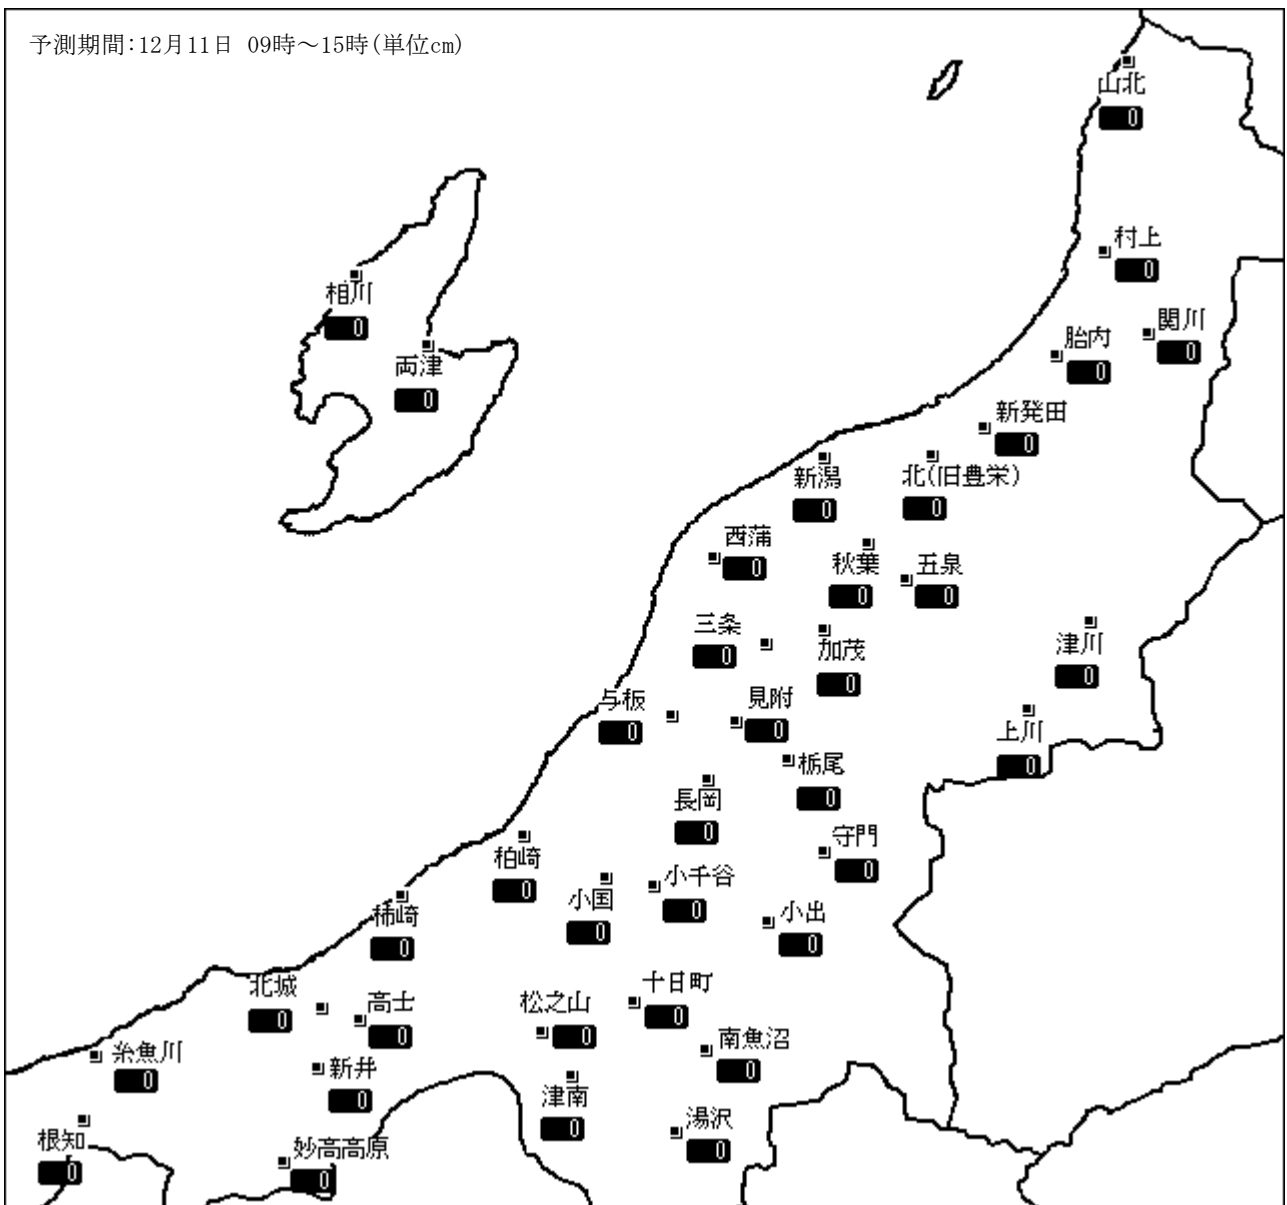 予測期間:12月11日 09時～15時(単位cm)
山北
0
村上
0
相川
0
関川
0
胎内
0
両津
0
新発田
0
新潟
0
北(旧豊栄)
0
西蒲
0
秋葉
0
五泉
0
三条
0
加茂
0
津川
0
与板
0
見附
0
上川
0
栃尾
0
長岡
0
守門
0
柏崎
0
小国
0
小千谷
0
小出
0
柿崎
0
北城
0
高士
0
松之山
0
十日町
0
南魚沼
0
糸魚川
0
新井
0
津南
0
湯沢
0
根知
0
妙高高原
0